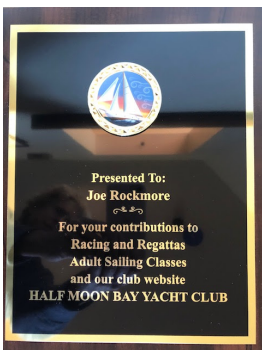 Presented To:
Joe Rockmore
For your contributions to
Racing and Regattas
Adult Sailing Classes
and our club website
HALF MOON BAY YACHT CLUB